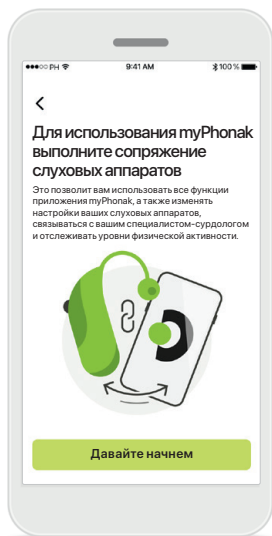 ●●●○○ PH 9:41 AM 100%
Для использования myPhonak
выполните сопряжение
слуховых аппаратов
Это позволит вам использовать все функции
приложения myPhonak, а также изменять
настройки ваших слуховых аппаратов,
связываться с вашим специалистом-сурдологом
и отслеживать уровни физической активности.
Давайте начнем